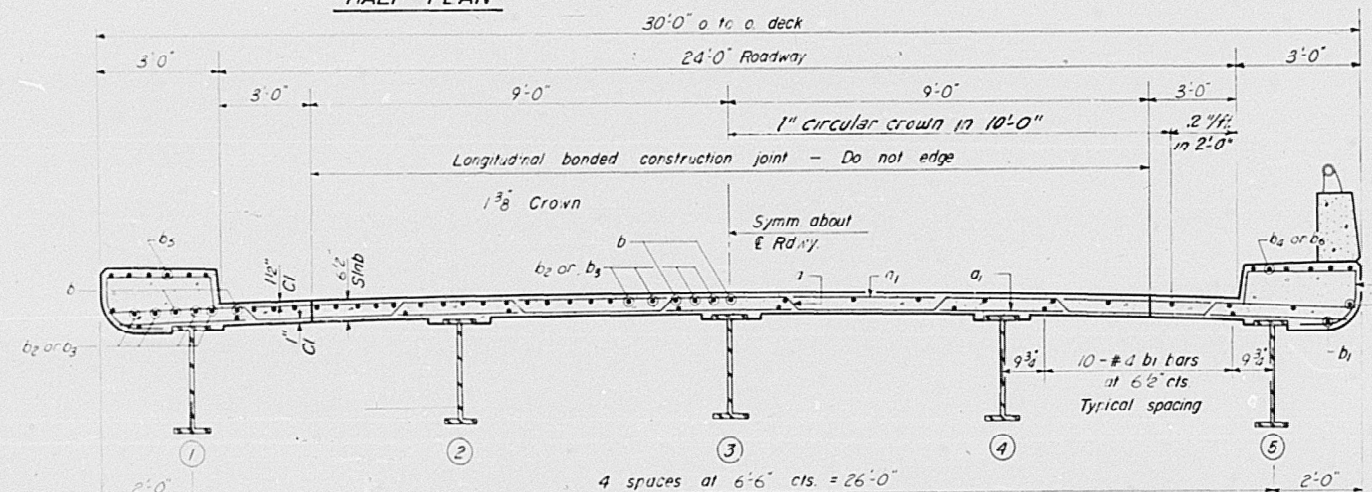 HALF PLAN
30'-0" o. to o. deck
3'-0"
24'-0" Roadway
3'-0"
3'-0"
9'-0"
9'-0"
3'-0"
1" circular crown in 10'-0"
.2"/ft.
in 2'-0"
Longitudinal bonded construction joint - Do not edge
1 3/8" Crown
Symm about
℄ Rdwy.
b5
b
1 1/2" Cl
6 1/2" Slab
b2 or b3
b
a1
a1
b4 or b6
b2 or b3
1" Cl
9 3/4"
10 - #4 b1 bars
at 6 1/2" cts.
Typical spacing
9 3/4"
b1
1
2
3
4
5
2'-0"
4 spaces at 6'-6" cts. = 26'-0"
2'-0"